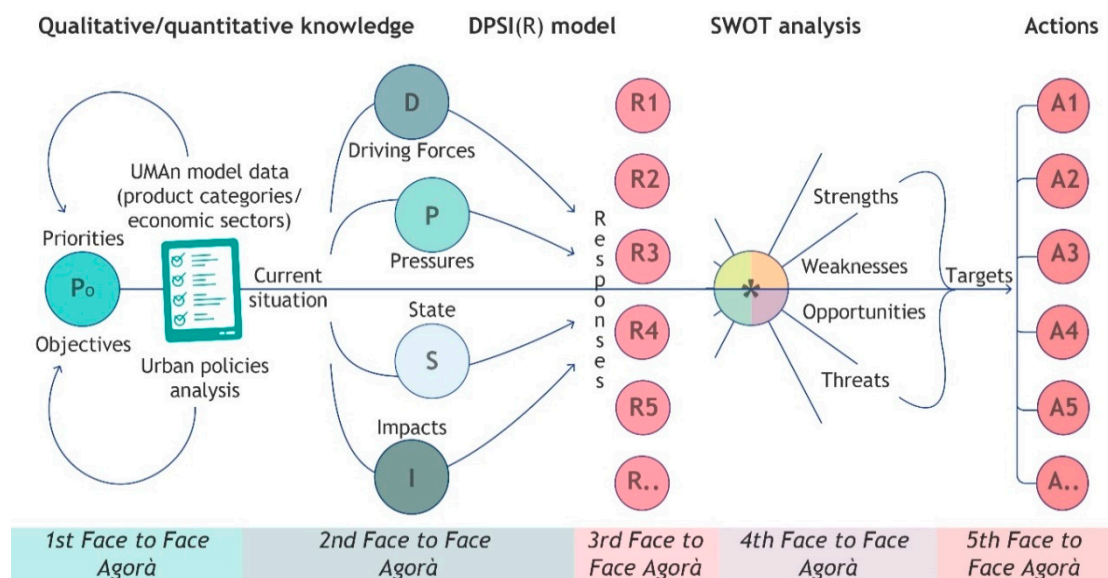 Qualitative/quantitative knowledge
DPSI(R) model
SWOT analysis
Actions
UMAn model data
(product categories/
economic sectors)
Priorities
Po
Objectives
Urban policies
analysis
Current
situation
D
Driving Forces
P
Pressures
State
S
Impacts
I
Responses
R1
R2
R3
R4
R5
R..
*
Strengths
Weaknesses
Opportunities
Threats
Targets
A1
A2
A3
A4
A5
A..
1st Face to Face
Agorà
2nd Face to Face
Agorà
3rd Face to
Face Agorà
4th Face to Face
Agorà
5th Face to
Face Agorà